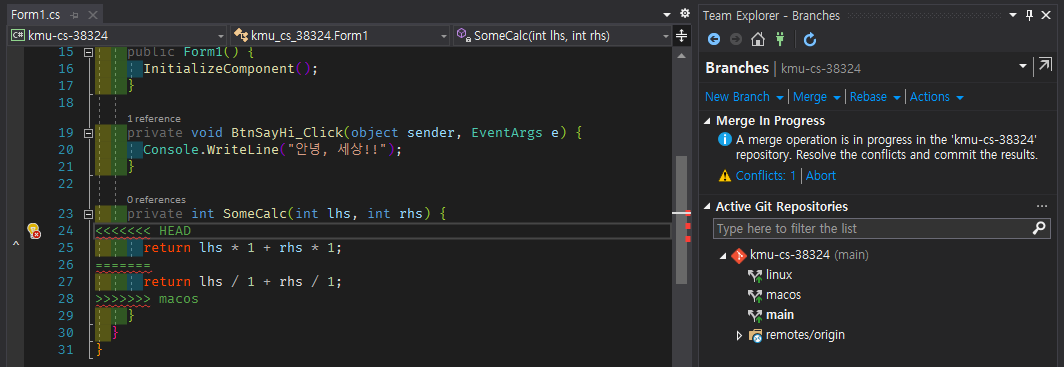 Form1.cs
kmu-cs-38324
kmu_cs_38324.Form1
SomeCalc(int lhs, int rhs)
15 public Form1() {
16 InitializeComponent();
17 }
18
1 reference
19 private void BtnSayHi_Click(object sender, EventArgs e) {
20 Console.WriteLine("안녕, 세상!!");
21 }
22
0 references
23 private int SomeCalc(int lhs, int rhs) {
24 <<<<<<< HEAD
25 return lhs * 1 + rhs * 1;
26 =======
27 return lhs / 1 + rhs / 1;
28 >>>>>>> macos
29 }
30 }
31 }
Team Explorer - Branches
Branches | kmu-cs-38324
New Branch | Merge | Rebase | Actions
Merge In Progress
A merge operation is in progress in the 'kmu-cs-38324'
repository. Resolve the conflicts and commit the results.
Conflicts: 1 | Abort
Active Git Repositories
Type here to filter the list
kmu-cs-38324 (main)
linux
macos
main
remotes/origin